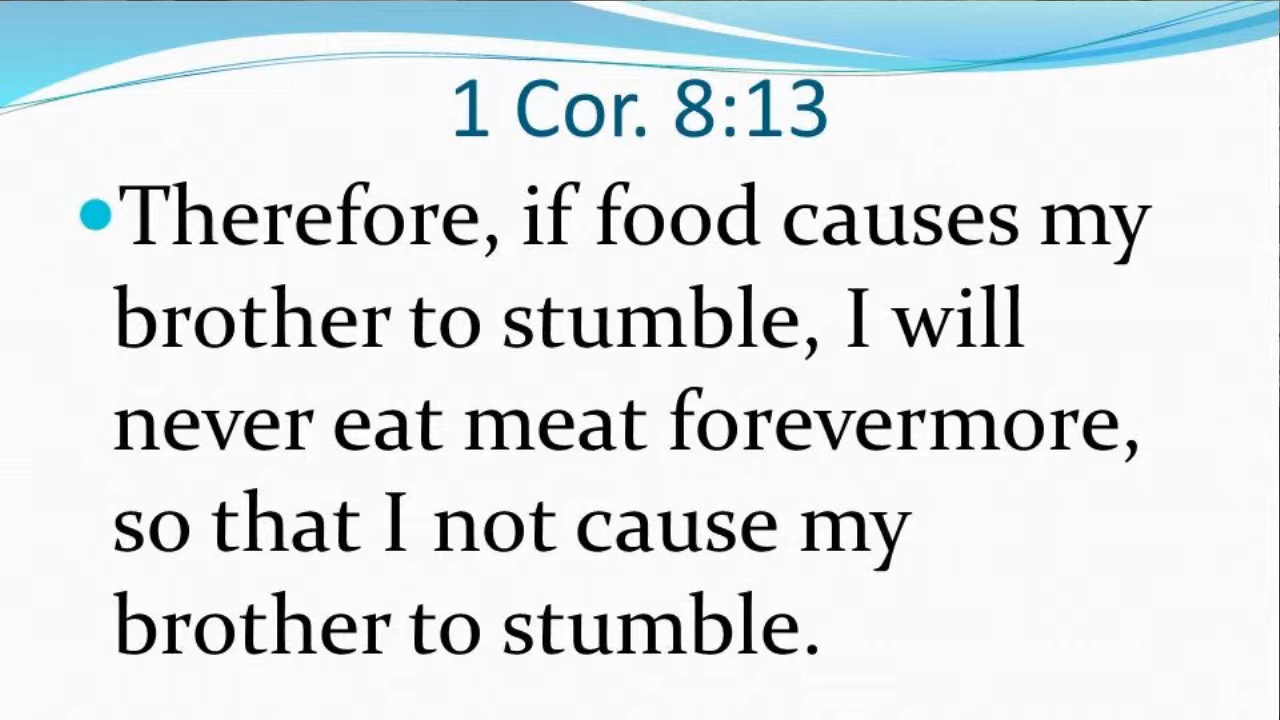 1 Cor. 8:13
•Therefore, if food causes my
brother to stumble, I will
never eat meat forevermore,
so that I not cause my
brother to stumble.